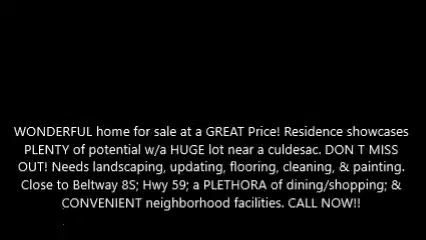 WONDERFUL home for sale at a GREAT Price! Residence showcases
PLENTY of potential w/a HUGE lot near a culdesac. DON T MISS
OUT! Needs landscaping, updating, flooring, cleaning, & painting.
Close to Beltway 8S; Hwy 59; a PLETHORA of dining/shopping; &
CONVENIENT neighborhood facilities. CALL NOW!!